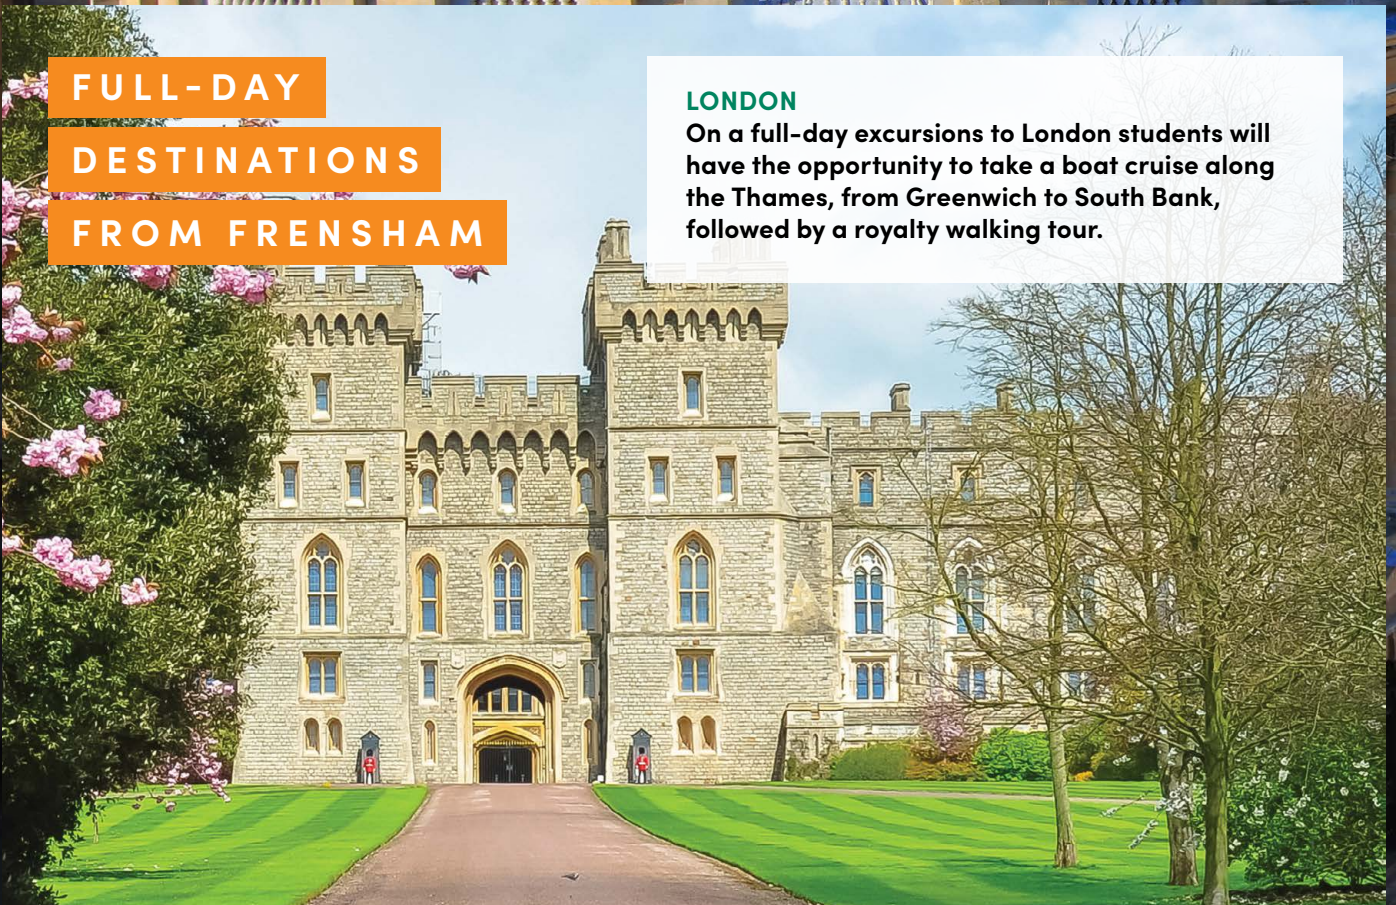 FULL-DAY
DESTINATIONS
FROM FRENSHAM
LONDON
On a full-day excursions to London students will
have the opportunity to take a boat cruise along
the Thames, from Greenwich to South Bank,
followed by a royalty walking tour.